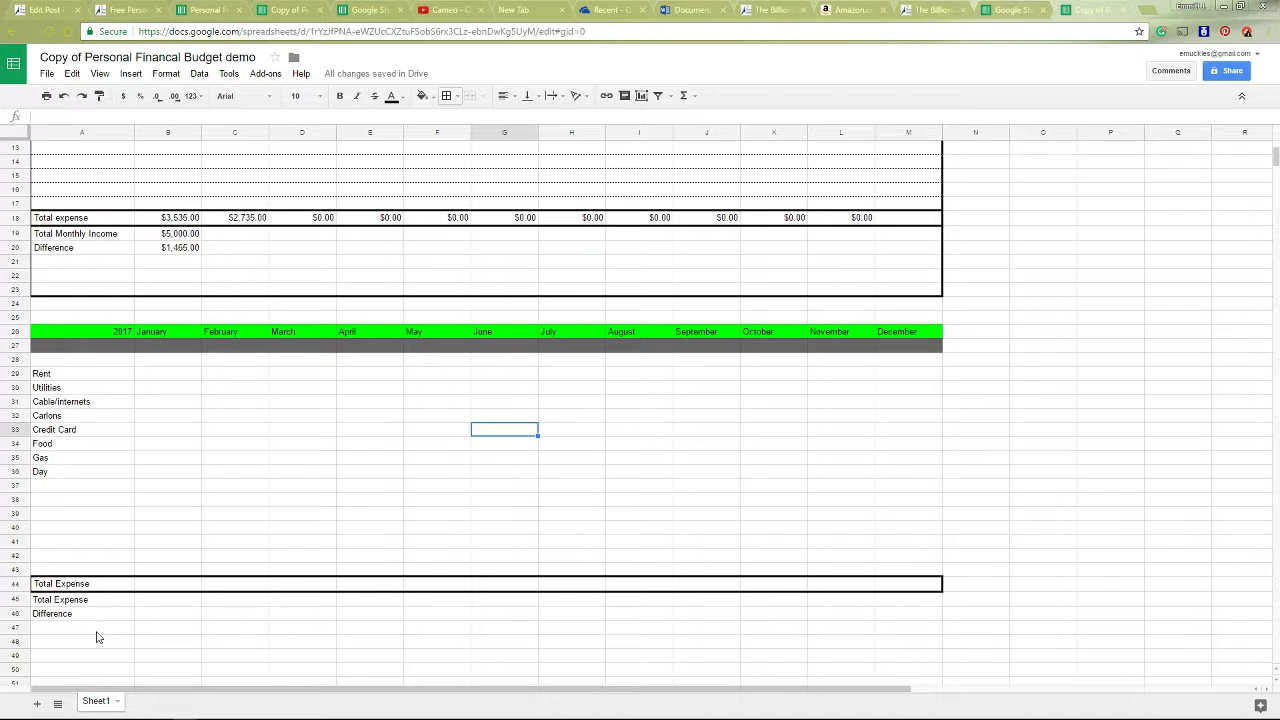 Edit Post
Free Perso
Personal F
Copy of Pe
Google She
Cameo - G
New Tab
Recent - O
Document
The Billion
Amazon.c
The Billion
Google She
Copy of Pe
Secure
https://docs.google.com/spreadsheets/d/1rYzJfPNA-eWZUcCXZtuFSobS6rx3CLz-ebnDwKg5UyM/edit#gid=0
Copy of Personal Financal Budget demo
emuckles@gmail.com
File Edit View Insert Format Data Tools Add-ons Help All changes saved in Drive
Comments
Share
$ % .0 .00 123 Arial 10 B I S A
fx
A B C D E F G H I J K L M N O P Q R
13
14
15
16
17
18 Total expense $3,535.00 $2,735.00 $0.00 $0.00 $0.00 $0.00 $0.00 $0.00 $0.00 $0.00 $0.00
19 Total Monthly Income $5,000.00
20 Difference $1,465.00
21
22
23
24
25
26 2017 January February March April May June July August September October November December
27
28
29 Rent
30 Utilities
31 Cable/internets
32 Carlons
33 Credit Card
34 Food
35 Gas
36 Day
37
38
39
40
41
42
43
44 Total Expense
45 Total Expense
46 Difference
47
48
49
50
51
Sheet1